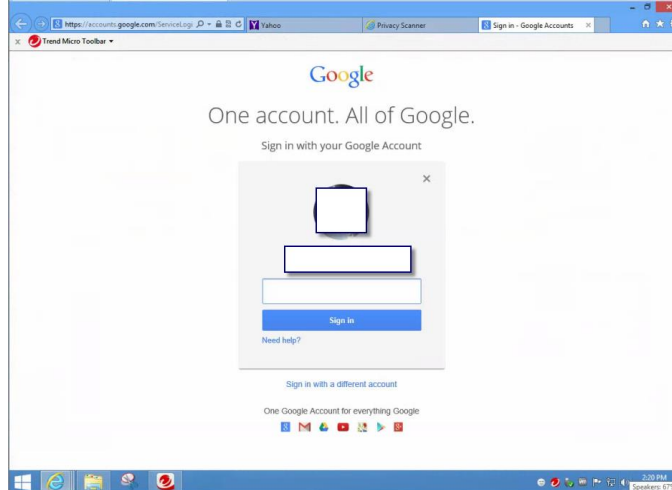 https://accounts.google.com/ServiceLogi
Yahoo
Privacy Scanner
Sign in - Google Accounts
Trend Micro Toolbar
Google
One account. All of Google.
Sign in with your Google Account
Sign in
Need help?
Sign in with a different account
One Google Account for everything Google
2:20 PM
Speakers: 67%